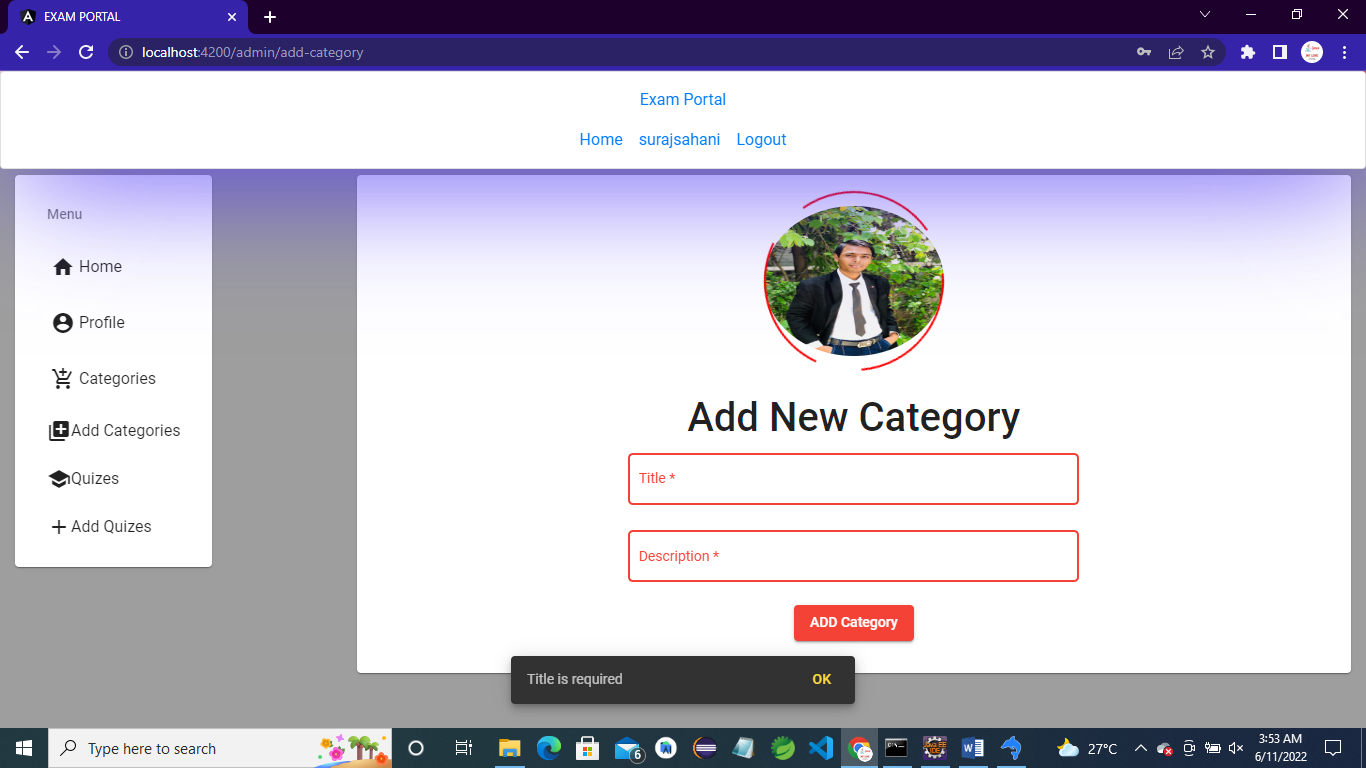 EXAM PORTAL
localhost:4200/admin/add-category
Exam Portal
Home surajsahani Logout
Menu
Home
Profile
Categories
Add Categories
Quizes
Add Quizes
Add New Category
Title *
Description *
ADD Category
Title is required OK
Type here to search
6
27°C
3:53 AM
6/11/2022